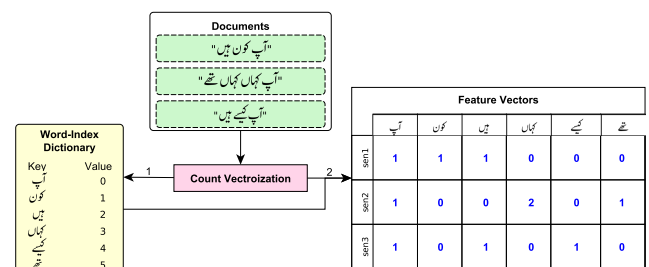 Documents
"آپ کون ہیں"
"آپ کہاں کہاں تھے"
"آپ کیسے ہیں"
Word-Index
Dictionary
Key Value
آپ 0
کون 1
ہیں 2
کہاں 3
کیسے 4
تھے 5
1
Count Vectroization
2
Feature Vectors
آپ کون ہیں کہاں کیسے تھے
sen1 1 1 1 0 0 0
sen2 1 0 0 2 0 1
sen3 1 0 1 0 1 0